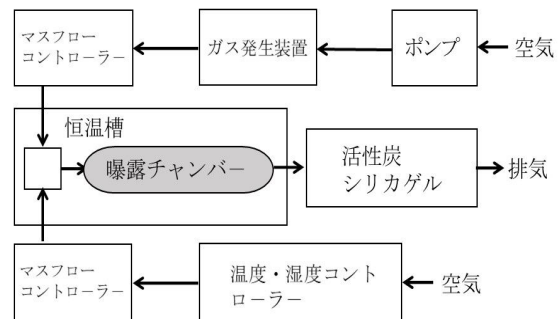 マスフロー
コントローラー
ガス発生装置
ポンプ
空気
恒温槽
曝露チャンバー
活性炭
シリカゲル
排気
マスフロー
コントローラー
温度・湿度コント
ローラー
空気